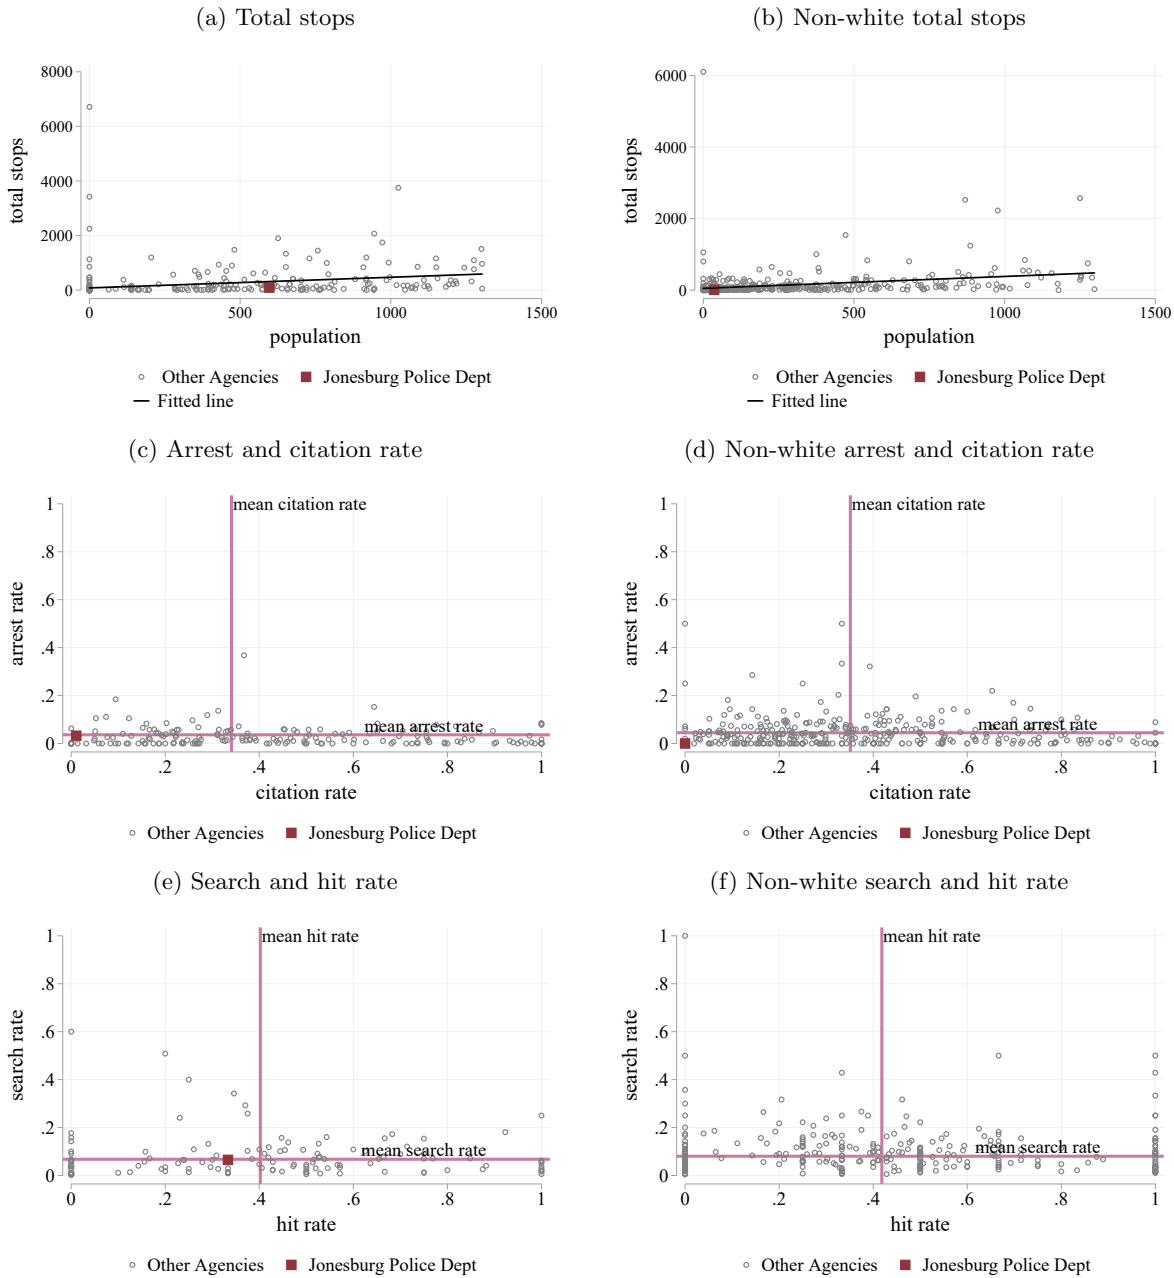 (a) Total stops
(b) Non-white total stops
8000
6000
4000
2000
0
total stops
0 500 1000 1500
population
Other Agencies Jonesburg Police Dept
Fitted line
6000
4000
2000
0
total stops
0 500 1000 1500
population
Other Agencies Jonesburg Police Dept
Fitted line
(c) Arrest and citation rate
(d) Non-white arrest and citation rate
1
.8
.6
.4
.2
0
arrest rate
mean citation rate
mean arrest rate
0 .2 .4 .6 .8 1
citation rate
Other Agencies Jonesburg Police Dept
1
.8
.6
.4
.2
0
arrest rate
mean citation rate
mean arrest rate
0 .2 .4 .6 .8 1
citation rate
Other Agencies Jonesburg Police Dept
(e) Search and hit rate
(f) Non-white search and hit rate
1
.8
.6
.4
.2
0
search rate
mean hit rate
mean search rate
0 .2 .4 .6 .8 1
hit rate
Other Agencies Jonesburg Police Dept
1
.8
.6
.4
.2
0
search rate
mean hit rate
mean search rate
0 .2 .4 .6 .8 1
hit rate
Other Agencies Jonesburg Police Dept